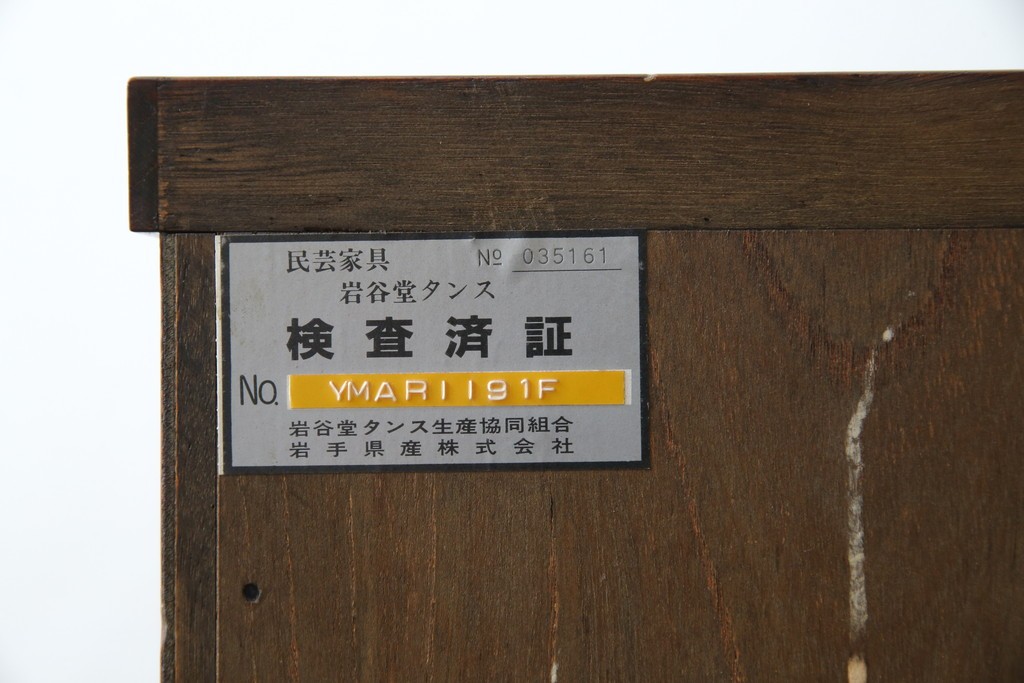 民芸家具 № 035161
岩谷堂タンス
検査済証
No. YMAR1191F
岩谷堂タンス生産協同組合
岩手県産株式会社